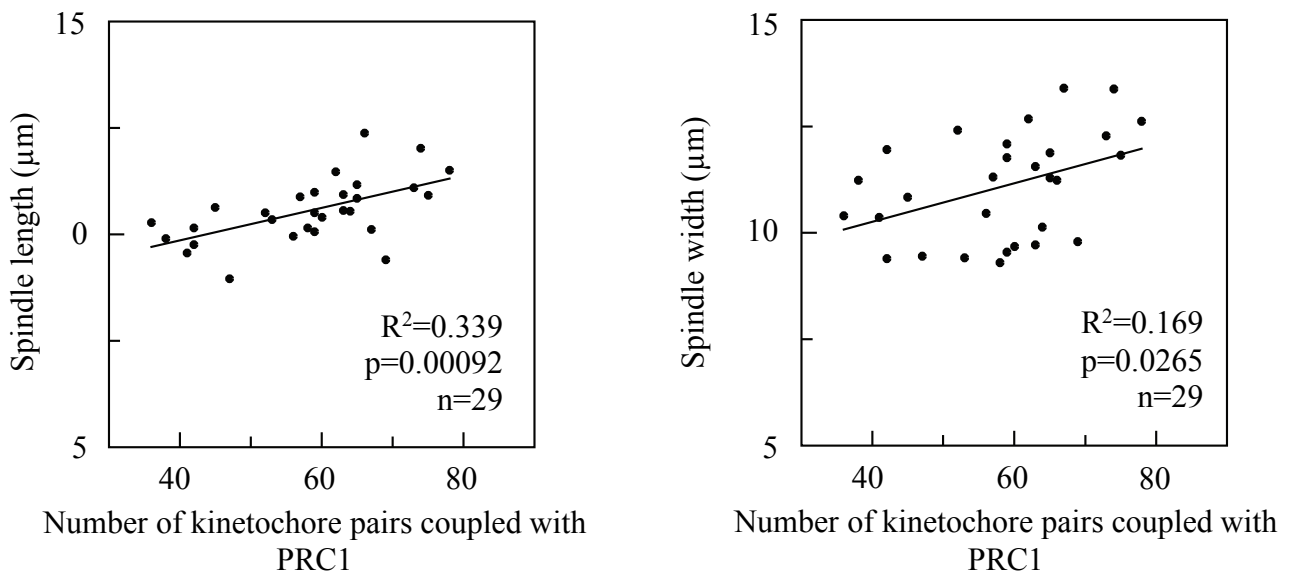 15
Spindle length (µm)
0
5
R²=0.339
p=0.00092
n=29
40 60 80
Number of kinetochore pairs coupled with
PRC1
15
Spindle width (µm)
10
5
R²=0.169
p=0.0265
n=29
40 60 80
Number of kinetochore pairs coupled with
PRC1